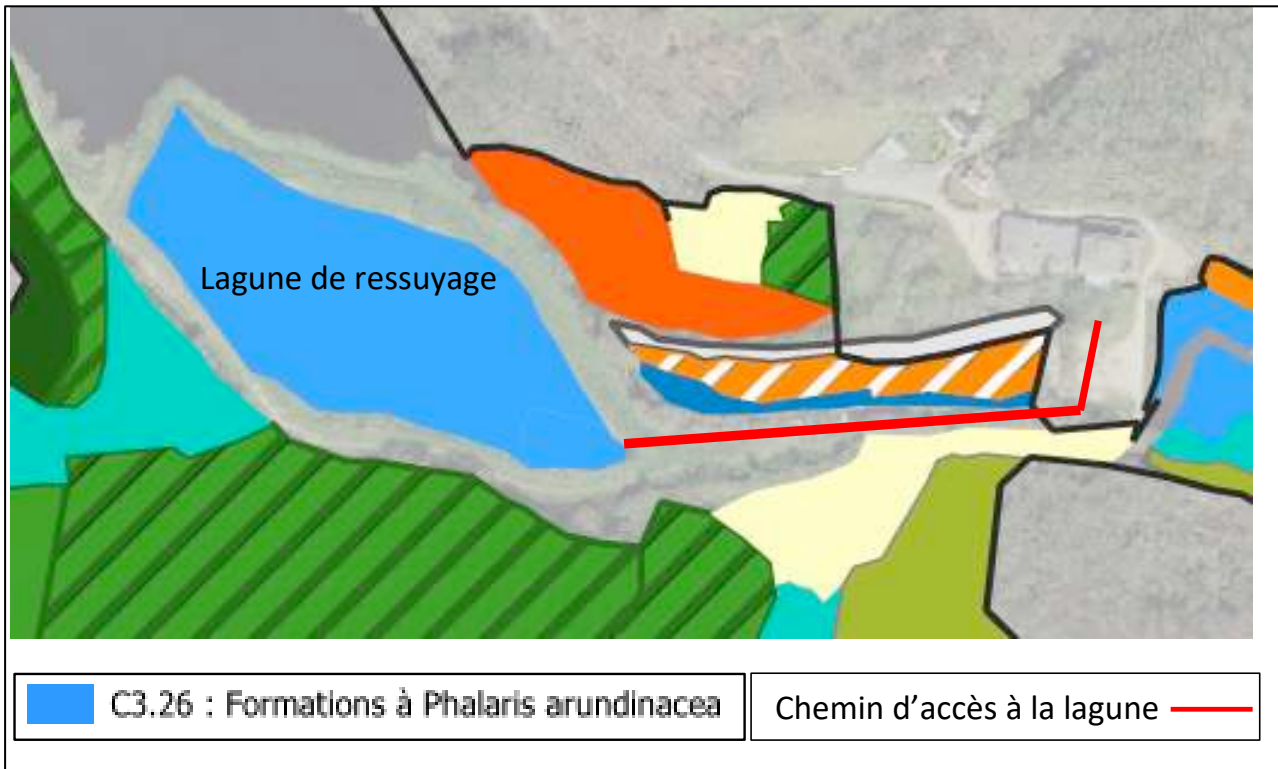 Lagune de ressuyage
C3.26 : Formations à Phalaris arundinacea
Chemin d’accès à la lagune